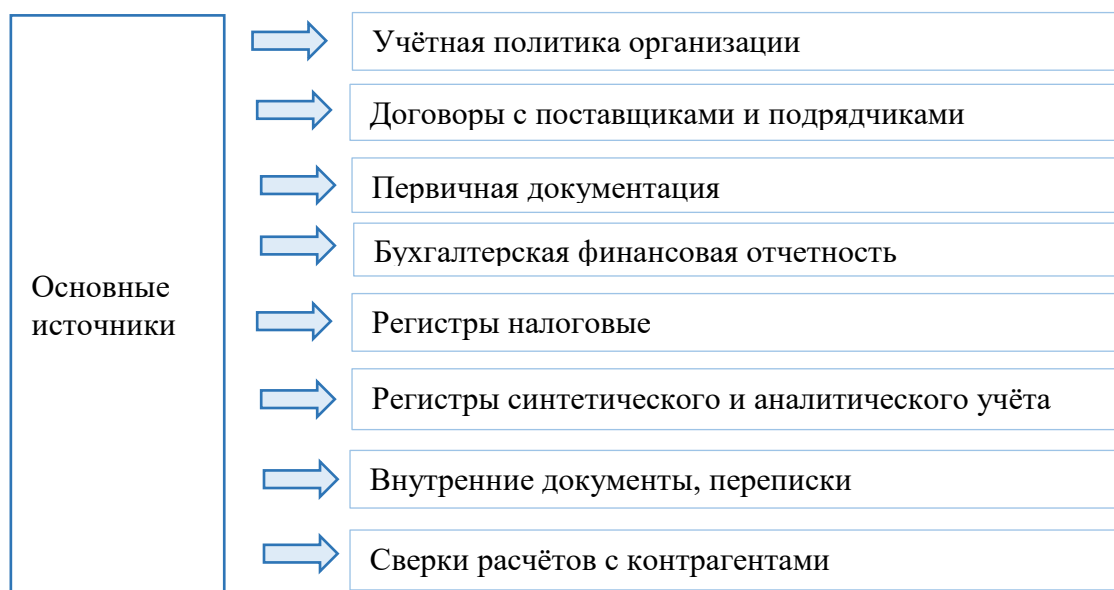 Учётная политика организации
Договоры с поставщиками и подрядчиками
Первичная документация
Бухгалтерская финансовая отчетность
Основные
источники
Регистры налоговые
Регистры синтетического и аналитического учёта
Внутренние документы, переписки
Сверки расчётов с контрагентами